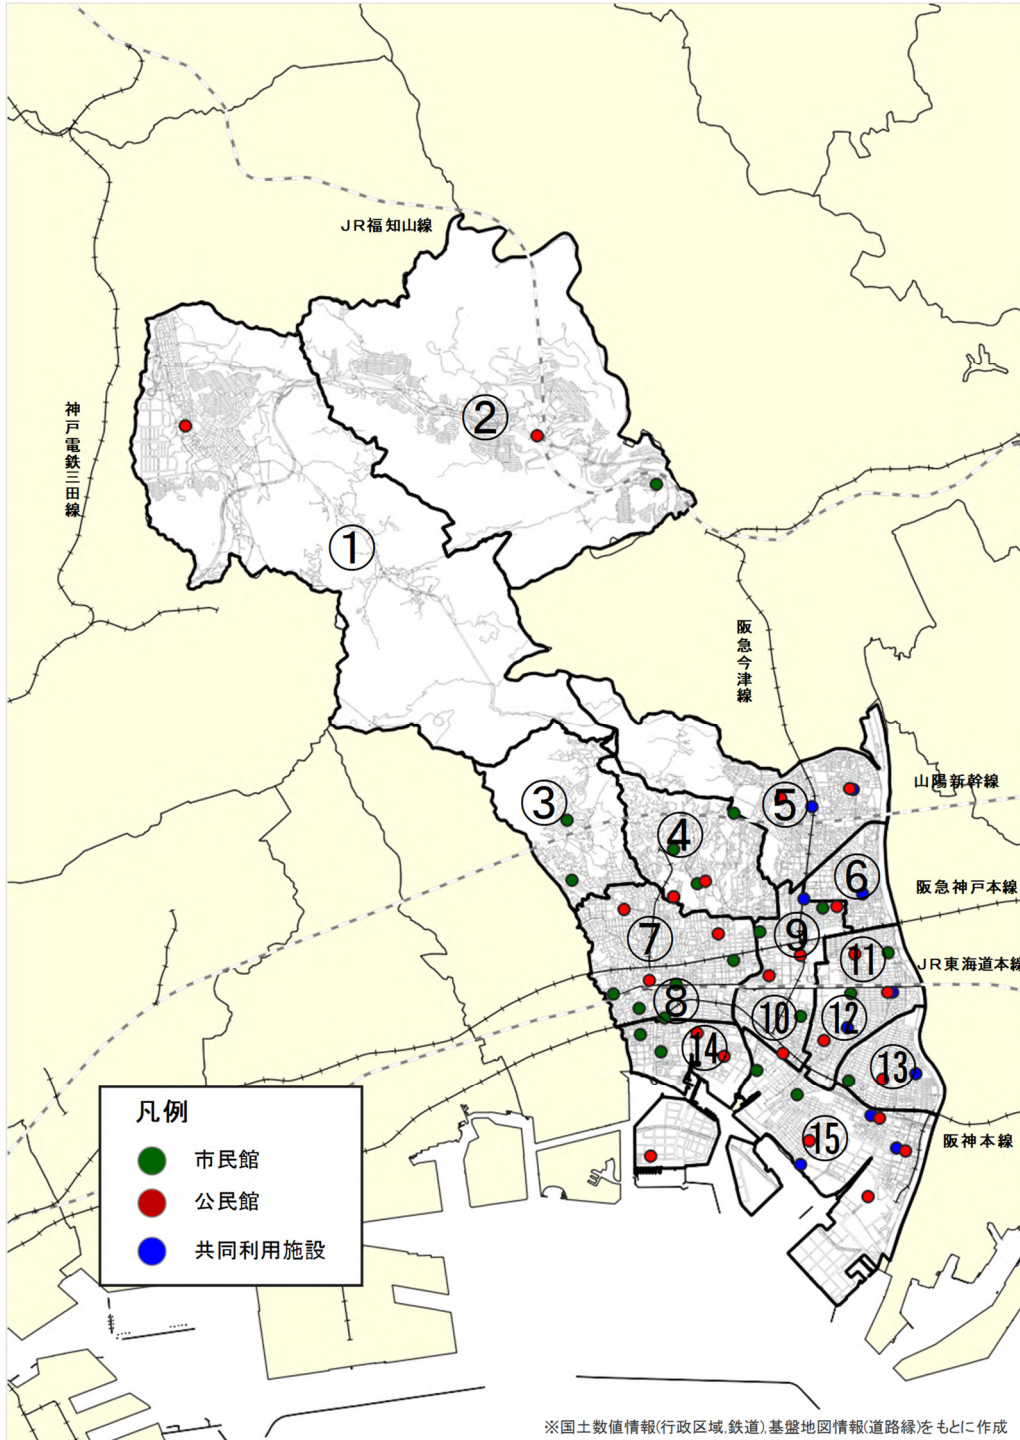 JR福知山線
②
神戸電鉄三田線
①
阪急今津線
山陽新幹線
③
⑤
④
⑥
阪急神戸本線
⑦
⑨
⑪
JR東海道本線
⑧
⑩
⑫
⑭
⑬
⑮
阪神本線
凡例
市民館
公民館
共同利用施設
※国土数値情報(行政区域,鉄道),基盤地図情報(道路縁)をもとに作成